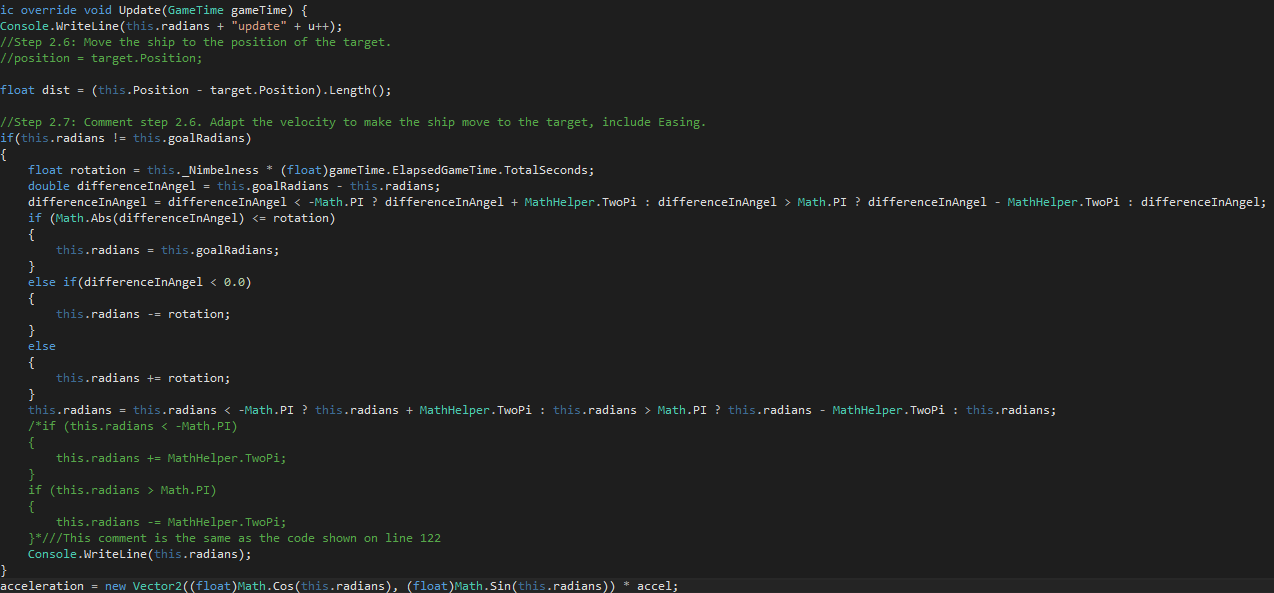 ic override void Update(GameTime gameTime) {
Console.WriteLine(this.radians + "update" + u++);
//Step 2.6: Move the ship to the position of the target.
//position = target.Position;
float dist = (this.Position - target.Position).Length();
//Step 2.7: Comment step 2.6. Adapt the velocity to make the ship move to the target, include Easing.
if(this.radians != this.goalRadians)
{
float rotation = this._Nimbelness * (float)gameTime.ElapsedGameTime.TotalSeconds;
double differenceInAngel = this.goalRadians - this.radians;
differenceInAngel = differenceInAngel < -Math.PI ? differenceInAngel + MathHelper.TwoPi : differenceInAngel > Math.PI ? differenceInAngel - MathHelper.TwoPi : differenceInAngel;
if (Math.Abs(differenceInAngel) <= rotation)
{
this.radians = this.goalRadians;
}
else if(differenceInAngel < 0.0)
{
this.radians -= rotation;
}
else
{
this.radians += rotation;
}
this.radians = this.radians < -Math.PI ? this.radians + MathHelper.TwoPi : this.radians > Math.PI ? this.radians - MathHelper.TwoPi : this.radians;
/*if (this.radians < -Math.PI)
{
this.radians += MathHelper.TwoPi;
}
if (this.radians > Math.PI)
{
this.radians -= MathHelper.TwoPi;
}*///This comment is the same as the code shown on line 122
Console.WriteLine(this.radians);
}
acceleration = new Vector2((float)Math.Cos(this.radians), (float)Math.Sin(this.radians)) * accel;